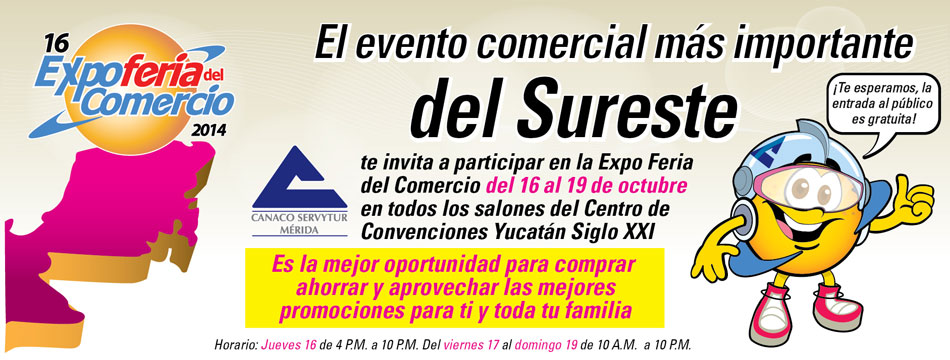 16
Expoferia del
Comercio
2014
El evento comercial más importante
del Sureste
¡Te esperamos, la
entrada al público
es gratuita!
te invita a participar en la Expo Feria
del Comercio del 16 al 19 de octubre
en todos los salones del Centro de
Convenciones Yucatán Siglo XXI
CANACO SERVYTUR
MÉRIDA
Es la mejor oportunidad para comprar
ahorrar y aprovechar las mejores
promociones para ti y toda tu familia
Horario: Jueves 16 de 4 P.M. a 10 P.M. Del viernes 17 al domingo 19 de 10 A.M. a 10 P.M.